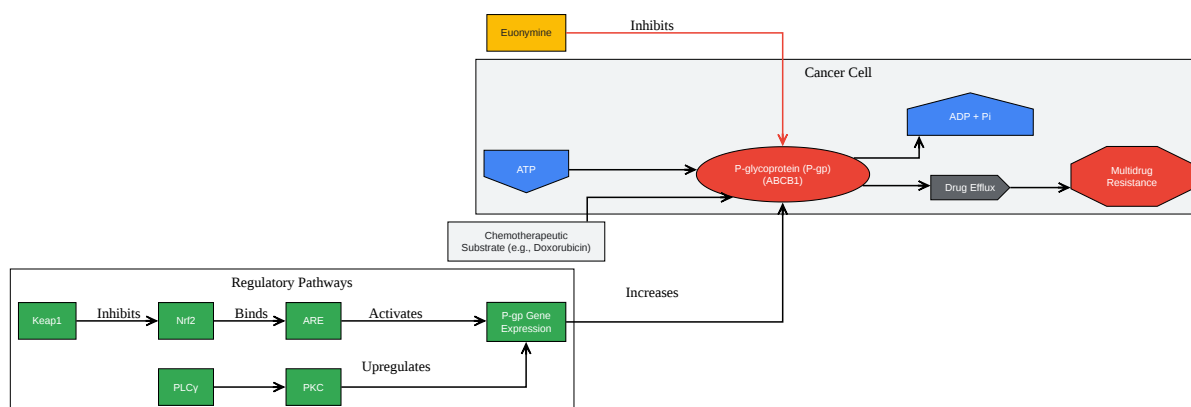 Euonymine
Inhibits
Cancer Cell
ADP + Pi
ATP
P-glycoprotein (P-gp)
(ABCB1)
Drug Efflux
Multidrug
Resistance
Chemotherapeutic
Substrate (e.g., Doxorubicin)
Regulatory Pathways
Increases
Keap1
Inhibits
Nrf2
Binds
ARE
Activates
P-gp Gene
Expression
PLCγ
PKC
Upregulates